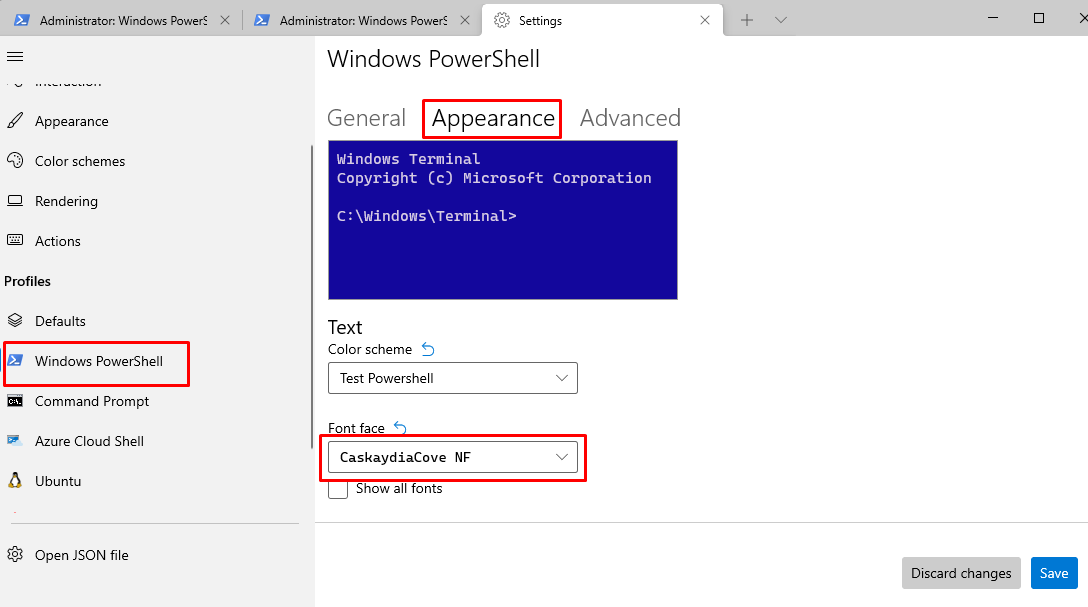 Administrator: Windows PowerS
Administrator: Windows PowerS
Settings
Interaction
Appearance
Color schemes
Rendering
Actions
Profiles
Defaults
Windows PowerShell
Command Prompt
Azure Cloud Shell
Ubuntu
Open JSON file
Windows PowerShell
General Appearance Advanced
Windows Terminal
Copyright (c) Microsoft Corporation
C:\Windows\Terminal>
Text
Color scheme
Test Powershell
Font face
CaskaydiaCove NF
Show all fonts
Discard changes
Save